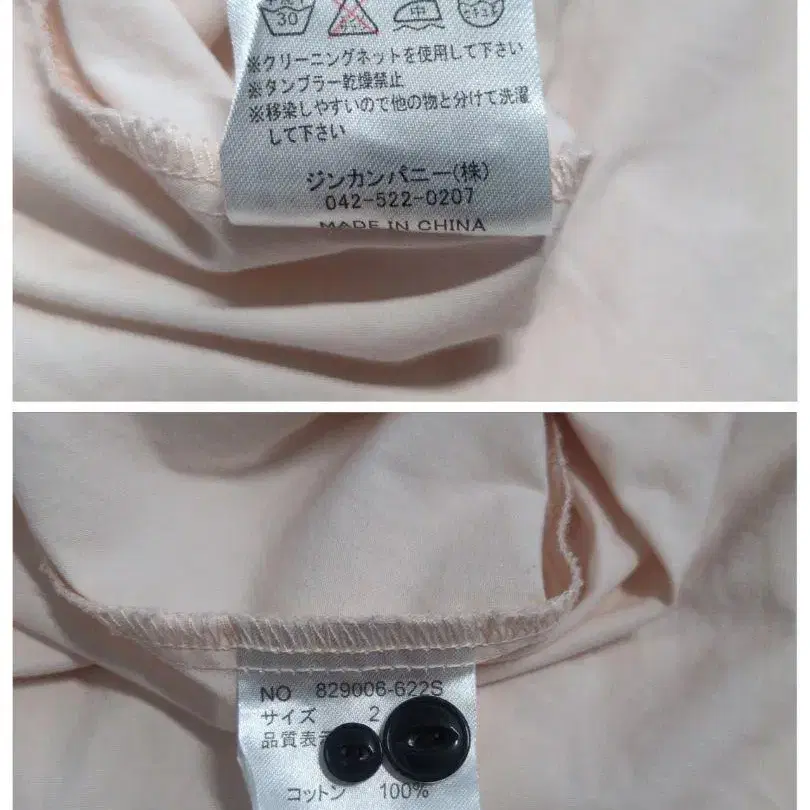 30
※クリーニングネットを使用して下さい
※タンブラー乾燥禁止
※移染しやすいので他の物と分けて洗濯
して下さい
ジンカンパニー(株)
042-522-0207
MADE IN CHINA
NO 829006-622S
サイズ 2
品質表
コットン 100%